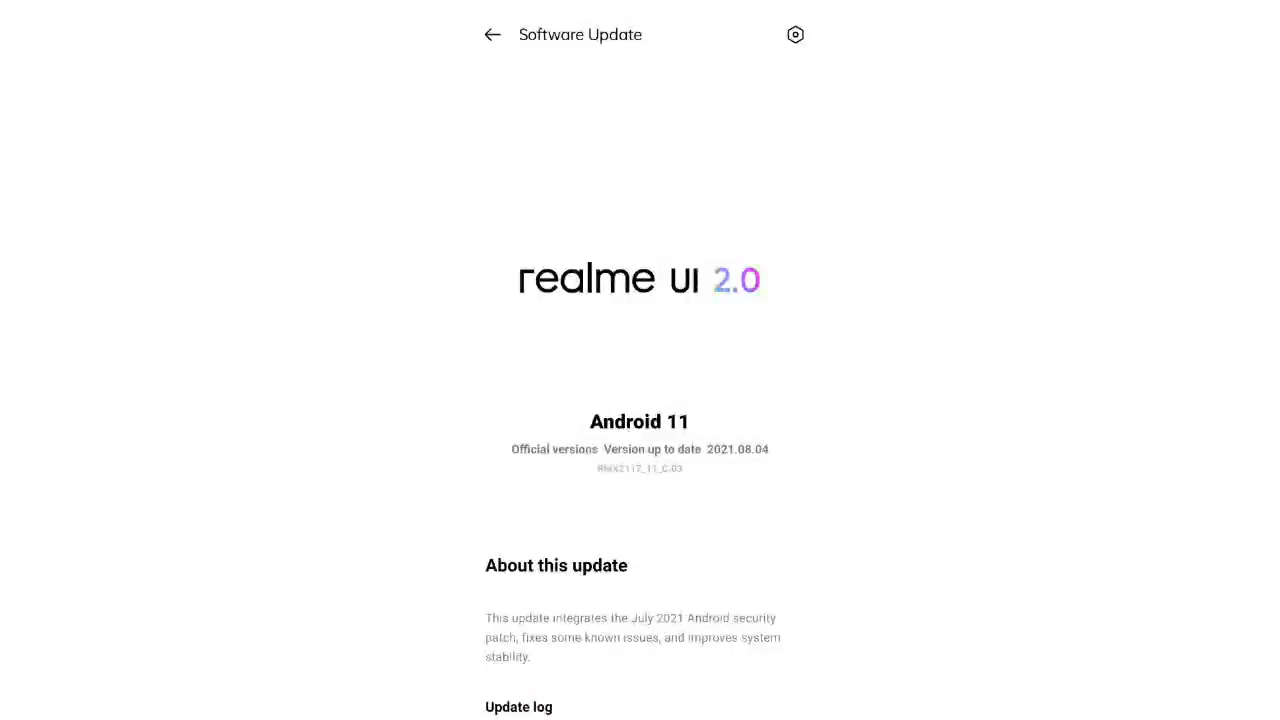 Software Update
realme UI 2.0
Android 11
Official versions Version up to date 2021.08.04
RMX2117_11_C.03
About this update
This update integrates the July 2021 Android security
patch, fixes some known issues, and improves system
stability.
Update log